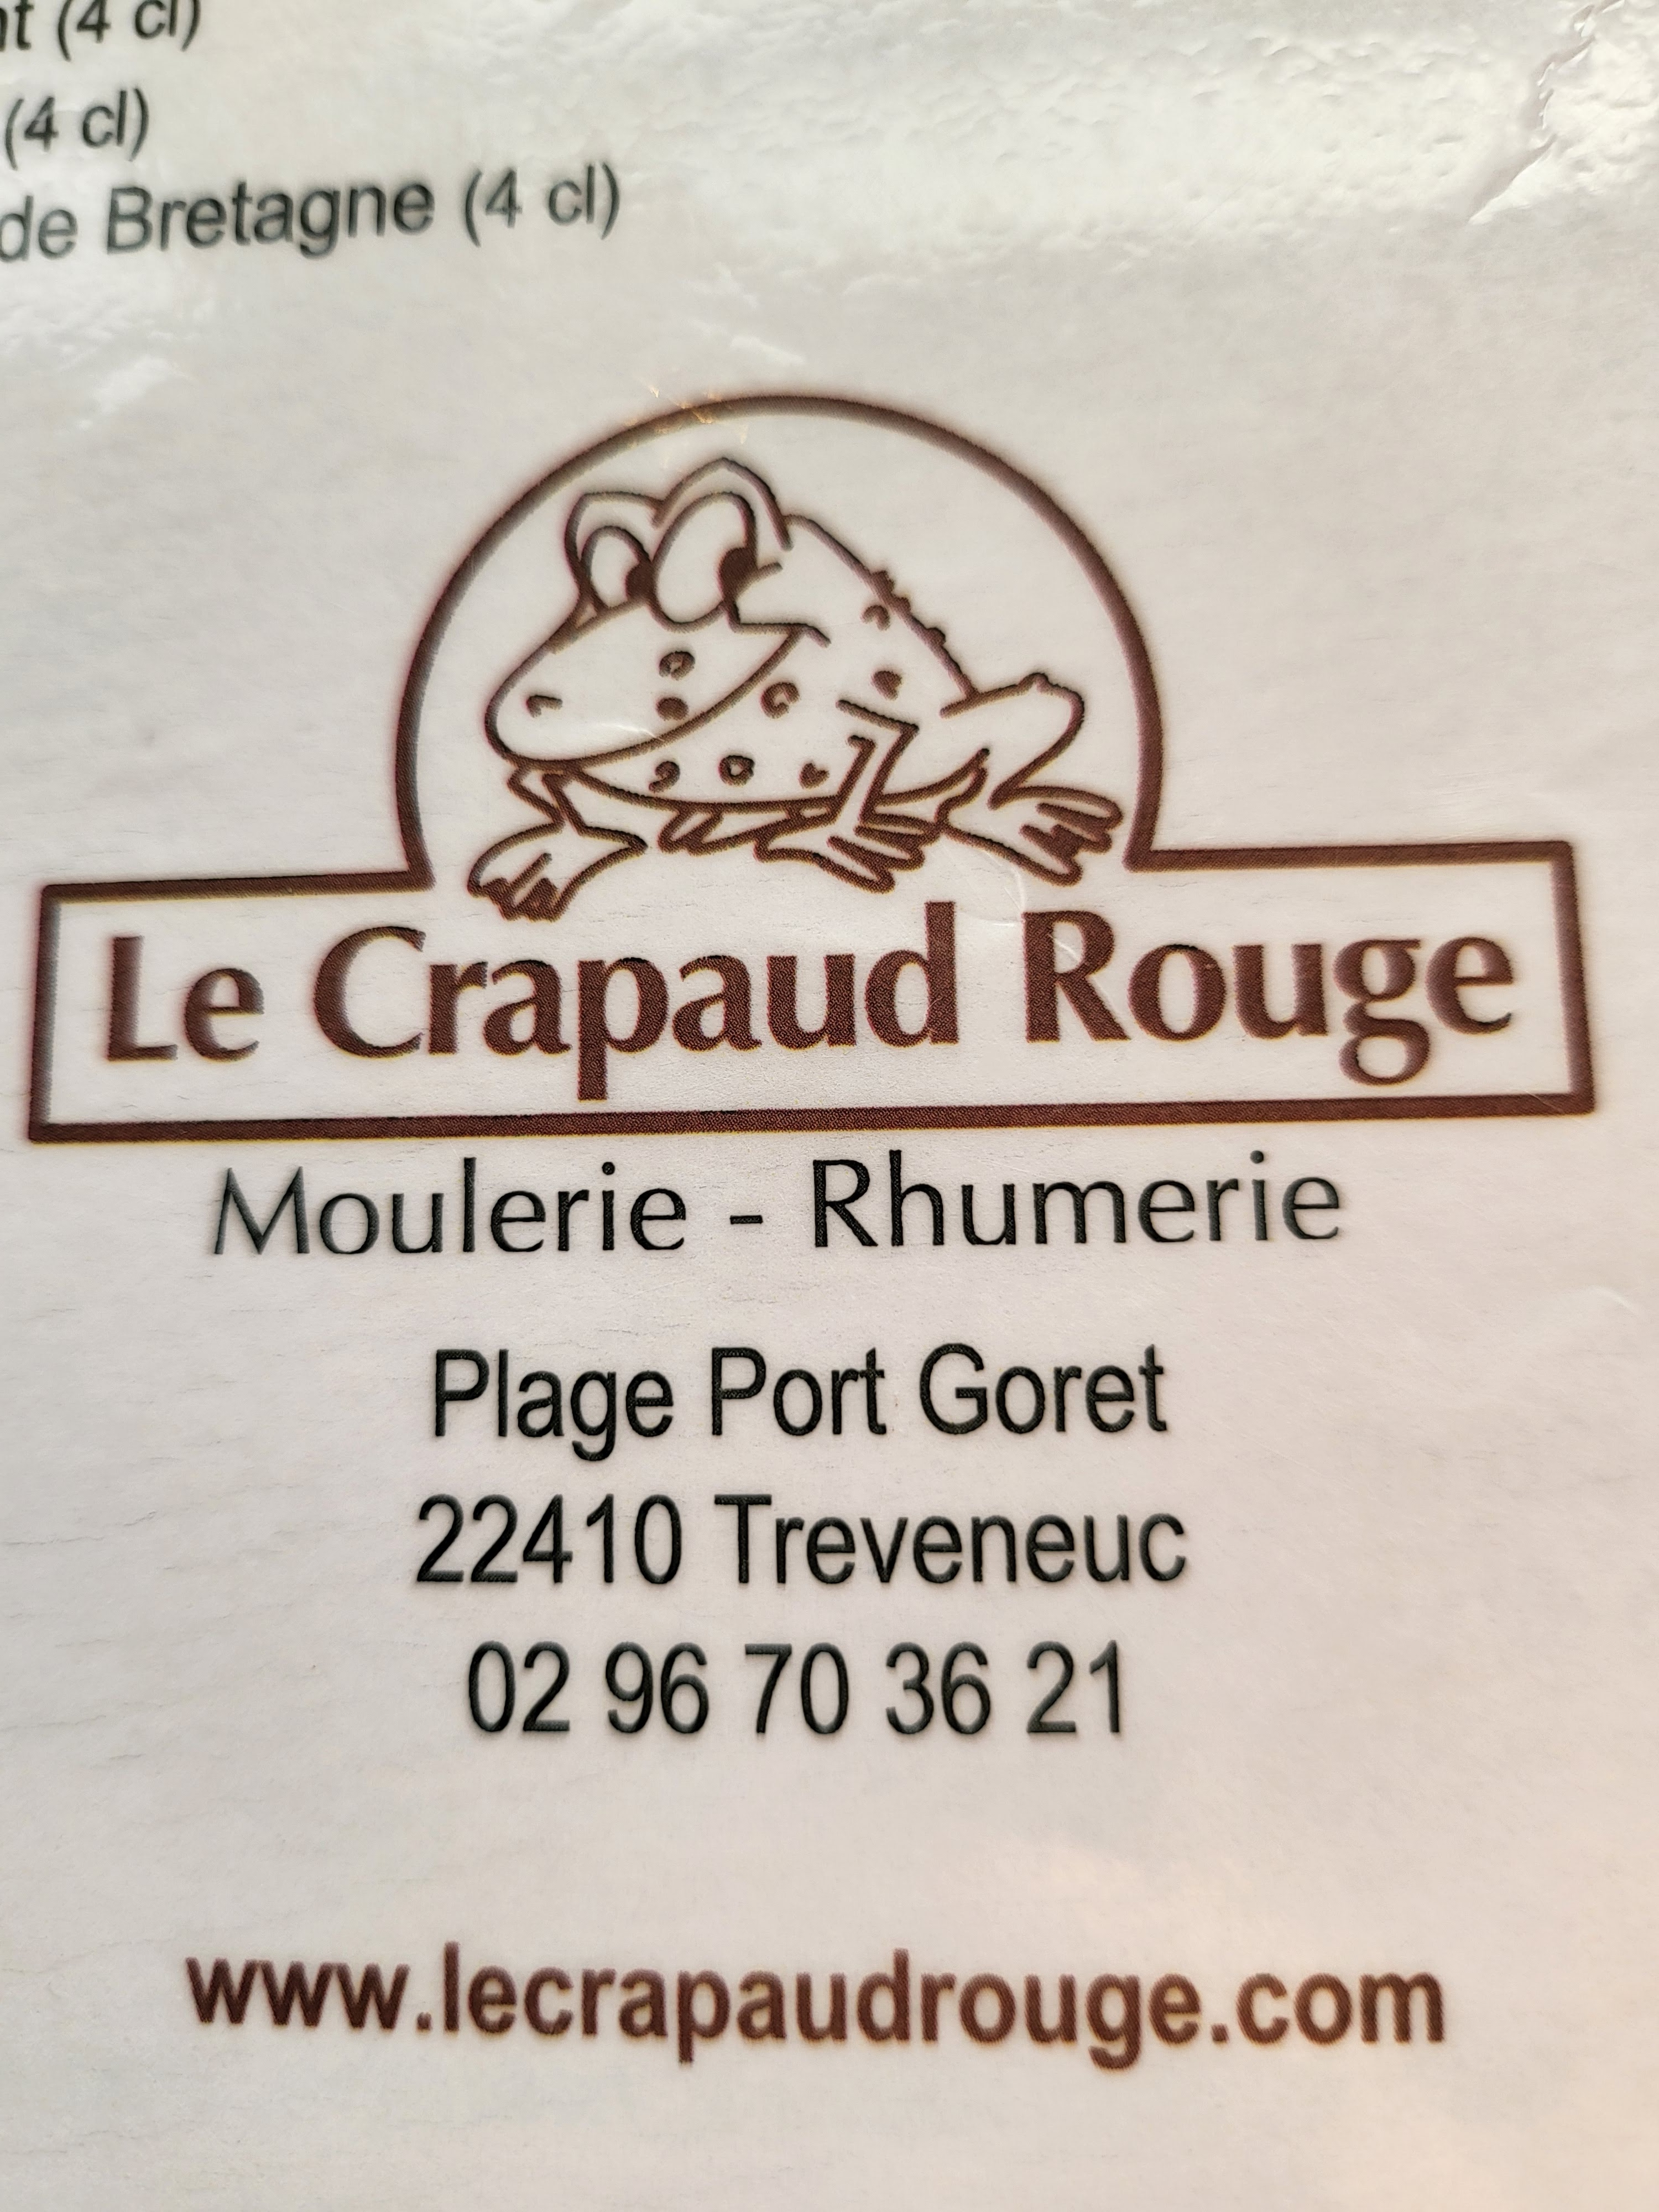 (4 cl)
(4 cl)
de Bretagne (4 cl)
Le Crapaud Rouge
Moulerie - Rhumerie
Plage Port Goret
22410 Treveneuc
02 96 70 36 21
www.lecrapaudrouge.com